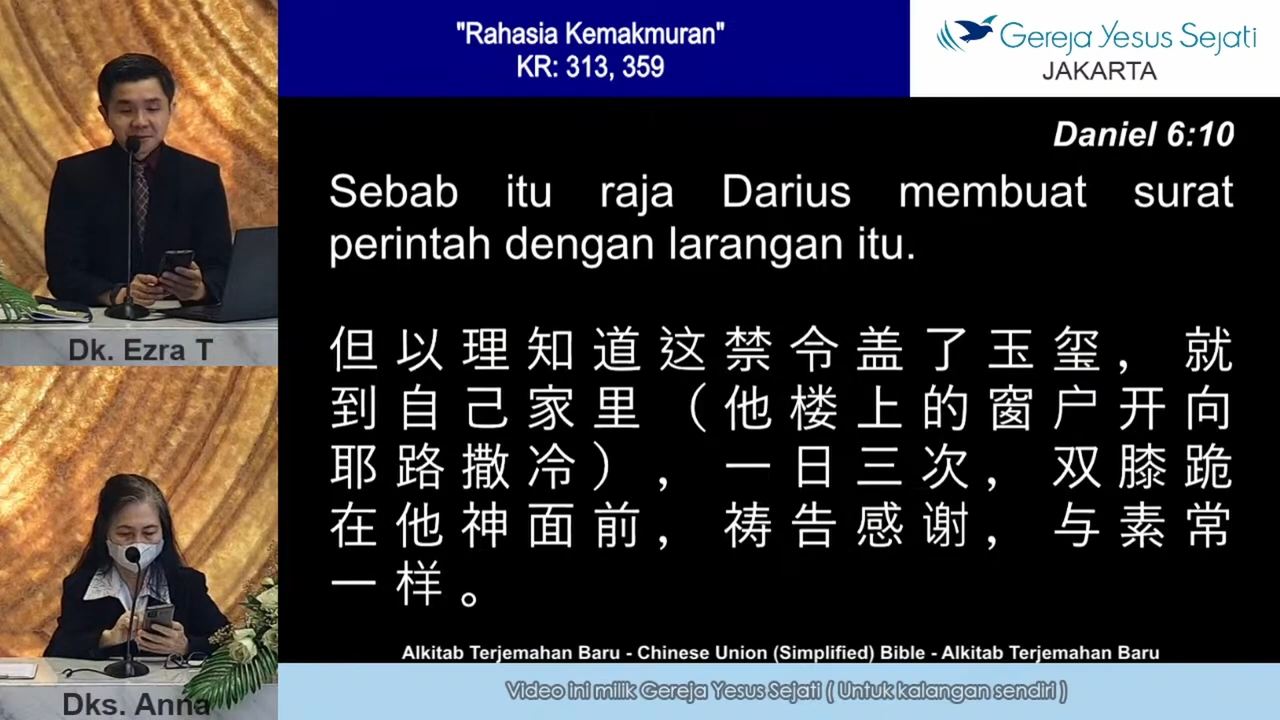 "Rahasia Kemakmuran"
KR: 313, 359
Gereja Yesus Sejati
JAKARTA
Daniel 6:10
Sebab itu raja Darius membuat surat
perintah dengan larangan itu.
但以理知道这禁令盖了玉玺，就
到自己家里（他楼上的窗户开向
耶路撒冷），一日三次，双膝跪
在他神面前，祷告感谢，与素常
一样。
Alkitab Terjemahan Baru - Chinese Union (Simplified) Bible - Alkitab Terjemahan Baru
Dk. Ezra T
Dks. Anna
Video ini milik Gereja Yesus Sejati ( Untuk kalangan sendiri )